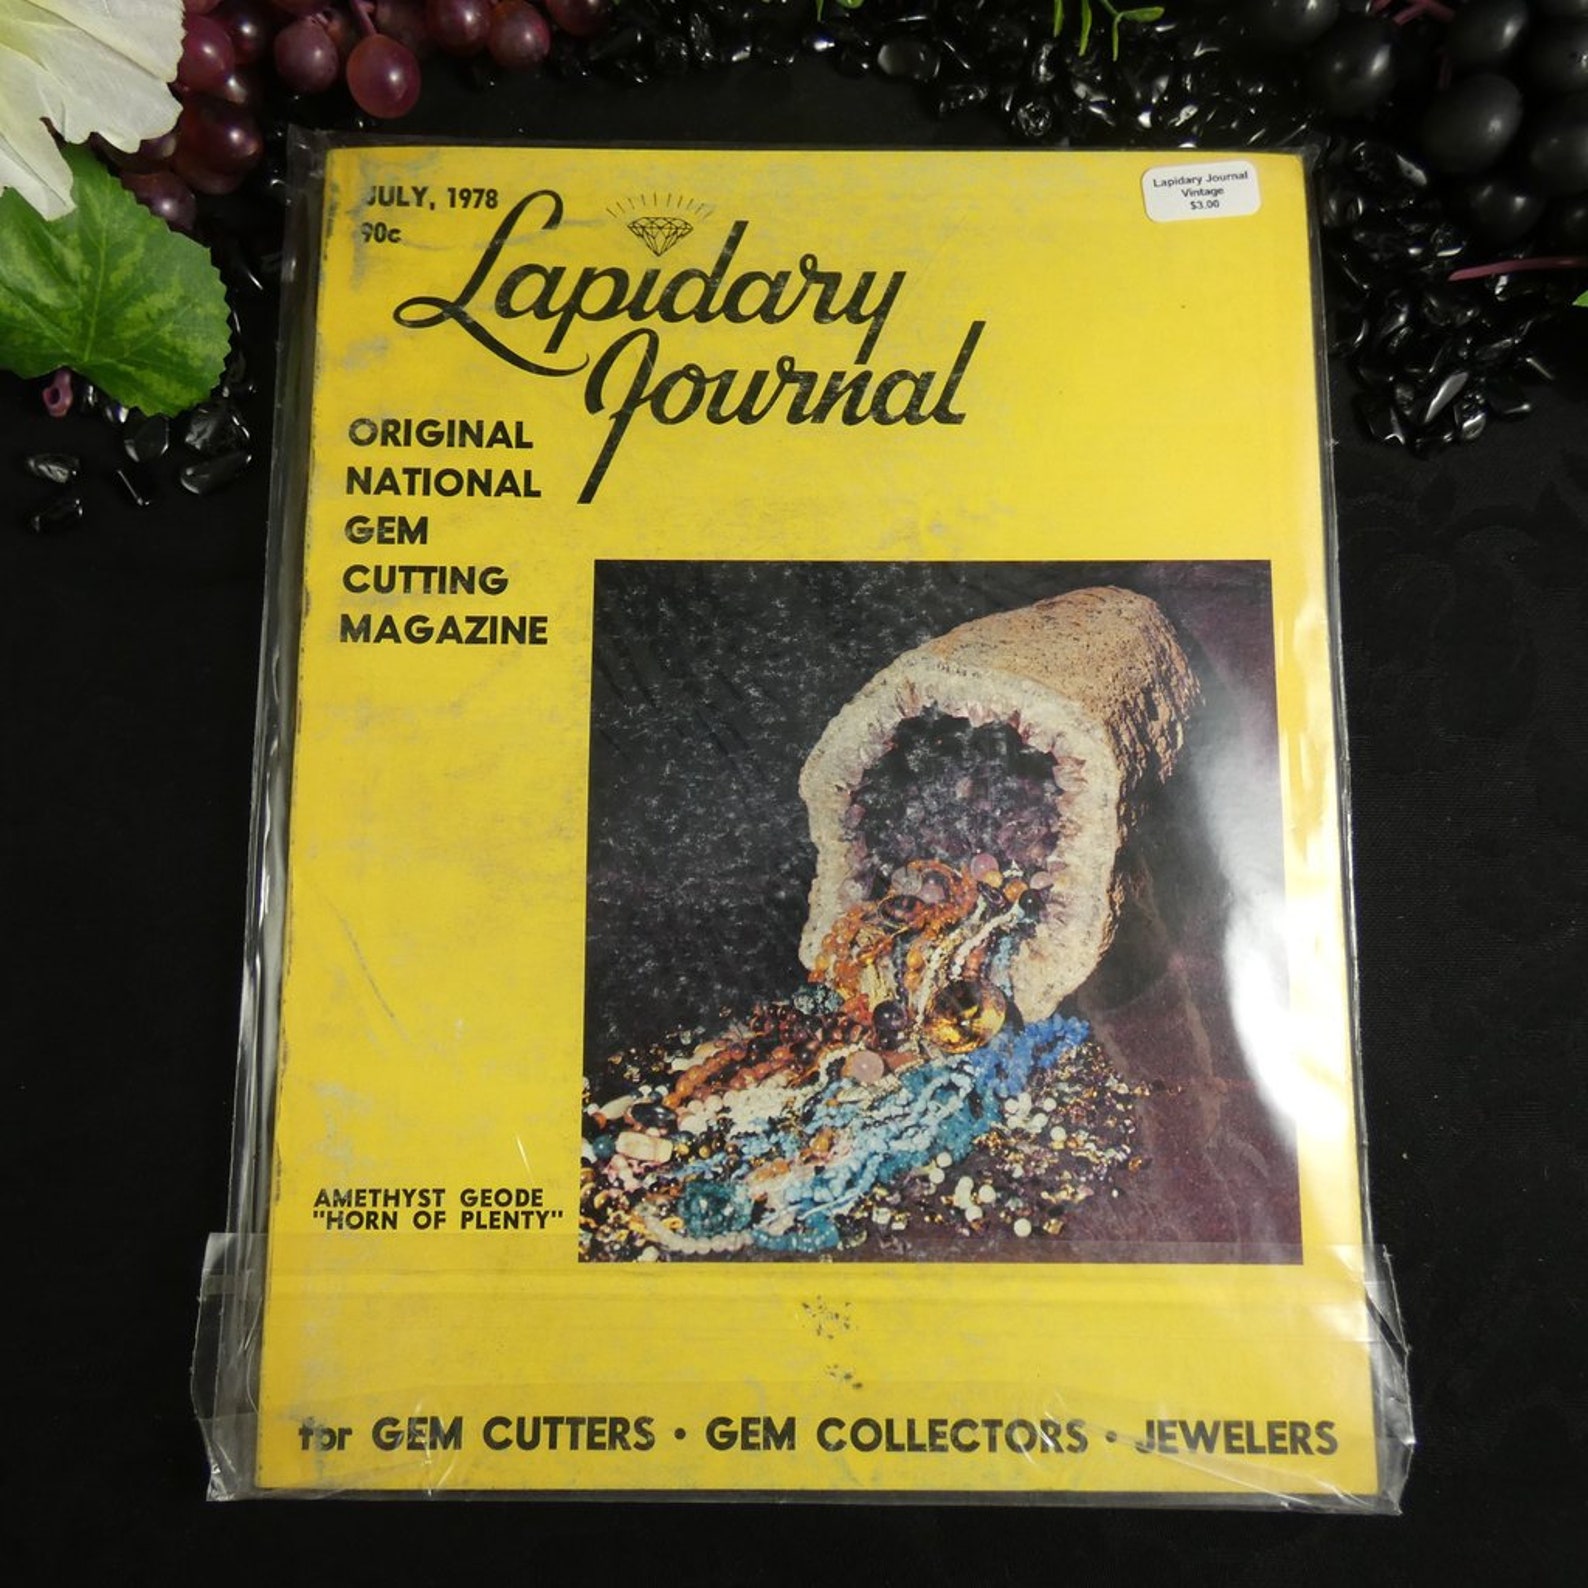 JULY, 1978
90c
Lapidary
Journal
Lapidary Journal
Vintage
$3.00
ORIGINAL
NATIONAL
GEM
CUTTING
MAGAZINE
AMETHYST GEODE
"HORN OF PLENTY"
for GEM CUTTERS • GEM COLLECTORS • JEWELERS